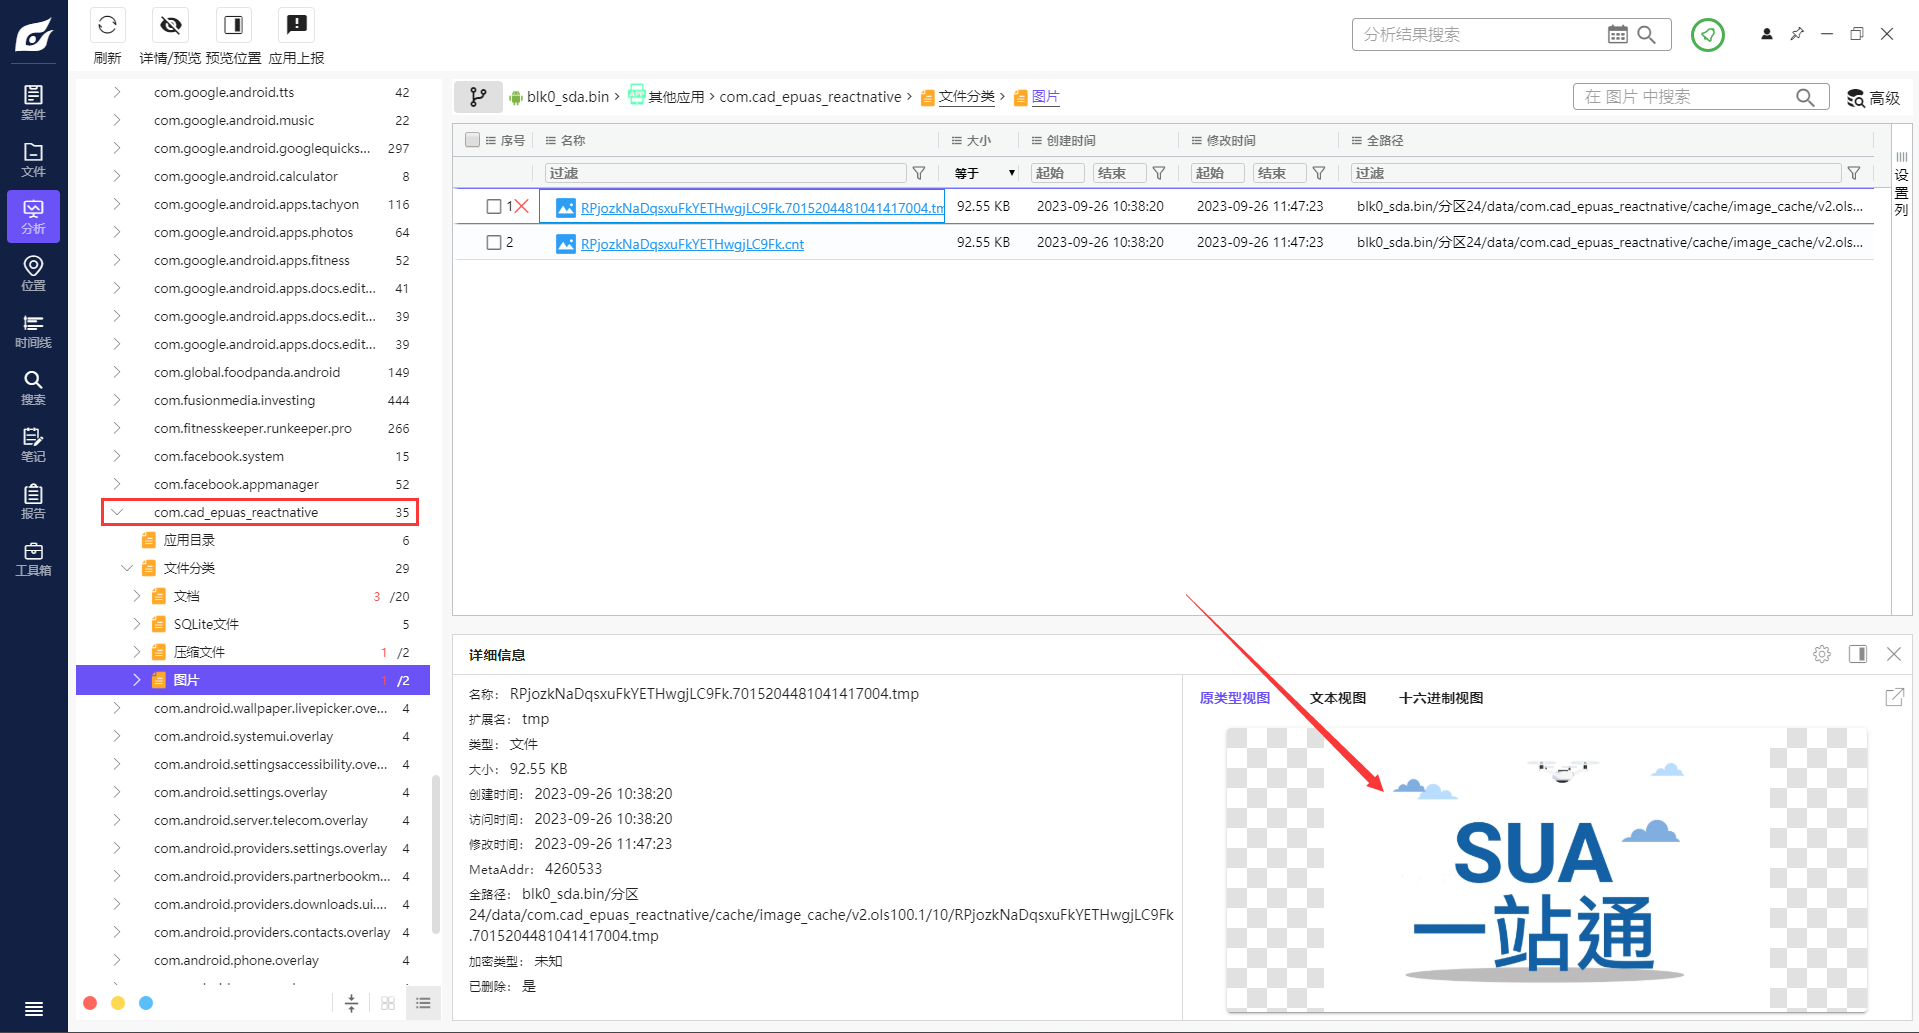 刷新
详情/预览
预览位置
应用上报
分析结果搜索
案件
文件
分析
位置
时间线
搜索
笔记
报告
工具箱
com.google.android.tts 42
com.google.android.music 22
com.google.android.googlequicks... 297
com.google.android.calculator 8
com.google.android.apps.tachyon 116
com.google.android.apps.photos 64
com.google.android.apps.fitness 52
com.google.android.apps.docs.edit... 41
com.google.android.apps.docs.edit... 39
com.google.android.apps.docs.edit... 39
com.global.foodpanda.android 149
com.fusionmedia.investing 444
com.fitnesskeeper.runkeeper.pro 266
com.facebook.system 15
com.facebook.appmanager 52
com.cad_epuas_reactnative 35
应用目录 6
文件分类 29
文档 3 /20
SQLite文件 5
压缩文件 1 /2
图片 1 /2
com.android.wallpaper.livepicker.ove... 4
com.android.systemui.overlay 4
com.android.settingsaccessibility.ove... 4
com.android.settings.overlay 4
com.android.server.telecom.overlay 4
com.android.providers.settings.overlay 4
com.android.providers.partnerbookm... 4
com.android.providers.downloads.ui.... 4
com.android.providers.contacts.overlay 4
com.android.phone.overlay 4
blk0_sda.bin > APP 其他应用 > com.cad_epuas_reactnative > 文件分类 > 图片
在 图片 中搜索
高级
序号 名称 大小 创建时间 修改时间 全路径
过滤 等于 起始 结束 起始 结束 过滤
1 RPjozkNaDqsxuFkYETHwgjLC9Fk.7015204481041417004.tm 92.55 KB 2023-09-26 10:38:20 2023-09-26 11:47:23 blk0_sda.bin/分区24/data/com.cad_epuas_reactnative/cache/image_cache/v2.ols...
2 RPjozkNaDqsxuFkYETHwgjLC9Fk.cnt 92.55 KB 2023-09-26 10:38:20 2023-09-26 11:47:23 blk0_sda.bin/分区24/data/com.cad_epuas_reactnative/cache/image_cache/v2.ols...
设置列
详细信息
名称： RPjozkNaDqsxuFkYETHwgjLC9Fk.7015204481041417004.tmp
扩展名： tmp
类型： 文件
大小： 92.55 KB
创建时间： 2023-09-26 10:38:20
访问时间： 2023-09-26 10:38:20
修改时间： 2023-09-26 11:47:23
MetaAddr： 4260533
全路径： blk0_sda.bin/分区
24/data/com.cad_epuas_reactnative/cache/image_cache/v2.ols100.1/10/RPjozkNaDqsxuFkYETHwgjLC9Fk
.7015204481041417004.tmp
加密类型： 未知
已删除： 是
原类型视图 文本视图 十六进制视图
SUA
一站通